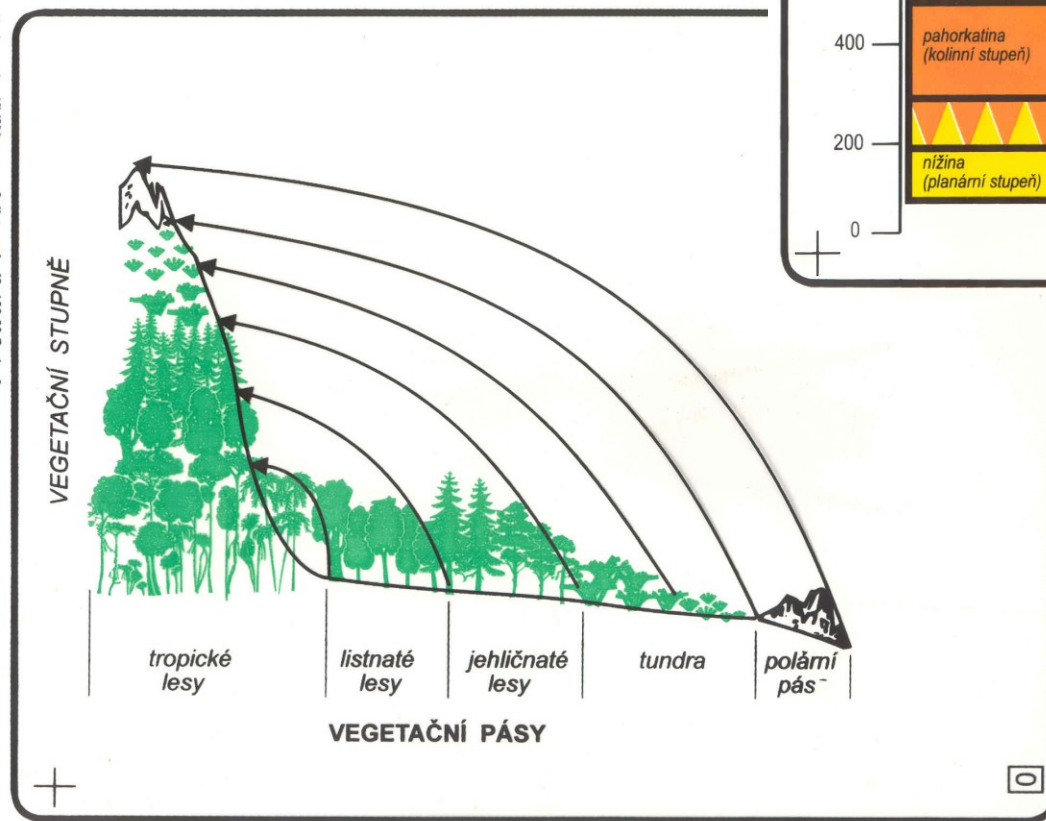 400
pahorkatina
(kolinní stupeň)
200
nížina
(planární stupeň)
0
VEGETAČNÍ STUPNĚ
tropické
lesy
listnaté
lesy
jehličnaté
lesy
tundra
polární
pás
VEGETAČNÍ PÁSY
0